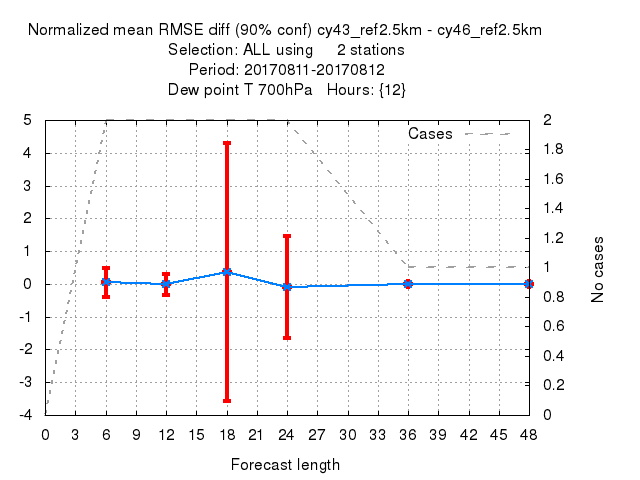 Normalized mean RMSE diff (90% conf) cy43_ref2.5km - cy46_ref2.5km
Selection: ALL using 2 stations
Period: 20170811-20170812
Dew point T 700hPa Hours: {12}
Cases
5
4
3
2
1
0
-1
-2
-3
-4
2
1.8
1.6
1.4
1.2
1
0.8
0.6
0.4
0.2
0
No cases
0 3 6 9 12 15 18 21 24 27 30 33 36 39 42 45 48
Forecast length